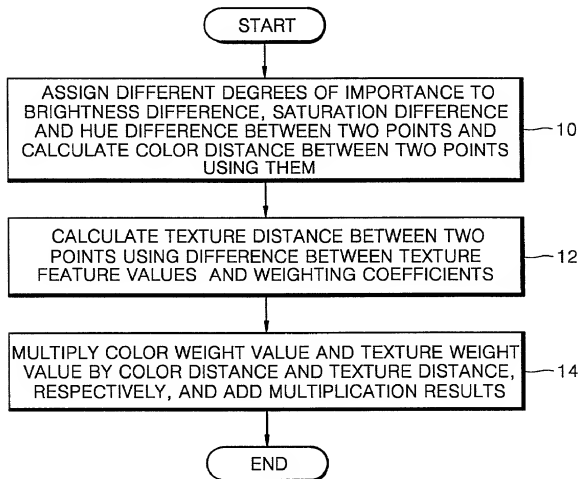 START
ASSIGN DIFFERENT DEGREES OF IMPORTANCE TO
BRIGHTNESS DIFFERENCE, SATURATION DIFFERENCE
AND HUE DIFFERENCE BETWEEN TWO POINTS AND
CALCULATE COLOR DISTANCE BETWEEN TWO POINTS
USING THEM
10
CALCULATE TEXTURE DISTANCE BETWEEN TWO
POINTS USING DIFFERENCE BETWEEN TEXTURE
FEATURE VALUES AND WEIGHTING COEFFICIENTS
12
MULTIPLY COLOR WEIGHT VALUE AND TEXTURE WEIGHT
VALUE BY COLOR DISTANCE AND TEXTURE DISTANCE,
RESPECTIVELY, AND ADD MULTIPLICATION RESULTS
14
END